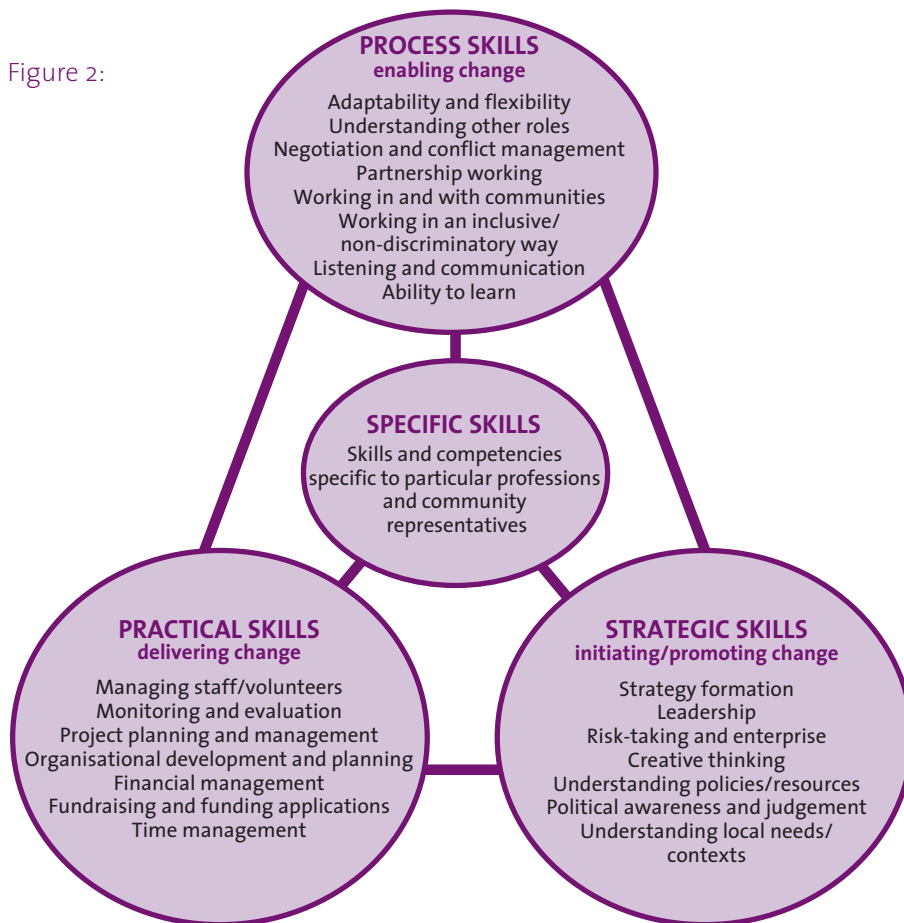 Figure 2:
PROCESS SKILLS
enabling change
Adaptability and flexibility
Understanding other roles
Negotiation and conflict management
Partnership working
Working in and with communities
Working in an inclusive/
non-discriminatory way
Listening and communication
Ability to learn
SPECIFIC SKILLS
Skills and competencies
specific to particular professions
and community
representatives
PRACTICAL SKILLS
delivering change
Managing staff/volunteers
Monitoring and evaluation
Project planning and management
Organisational development and planning
Financial management
Fundraising and funding applications
Time management
STRATEGIC SKILLS
initiating/promoting change
Strategy formation
Leadership
Risk-taking and enterprise
Creative thinking
Understanding policies/resources
Political awareness and judgement
Understanding local needs/
contexts